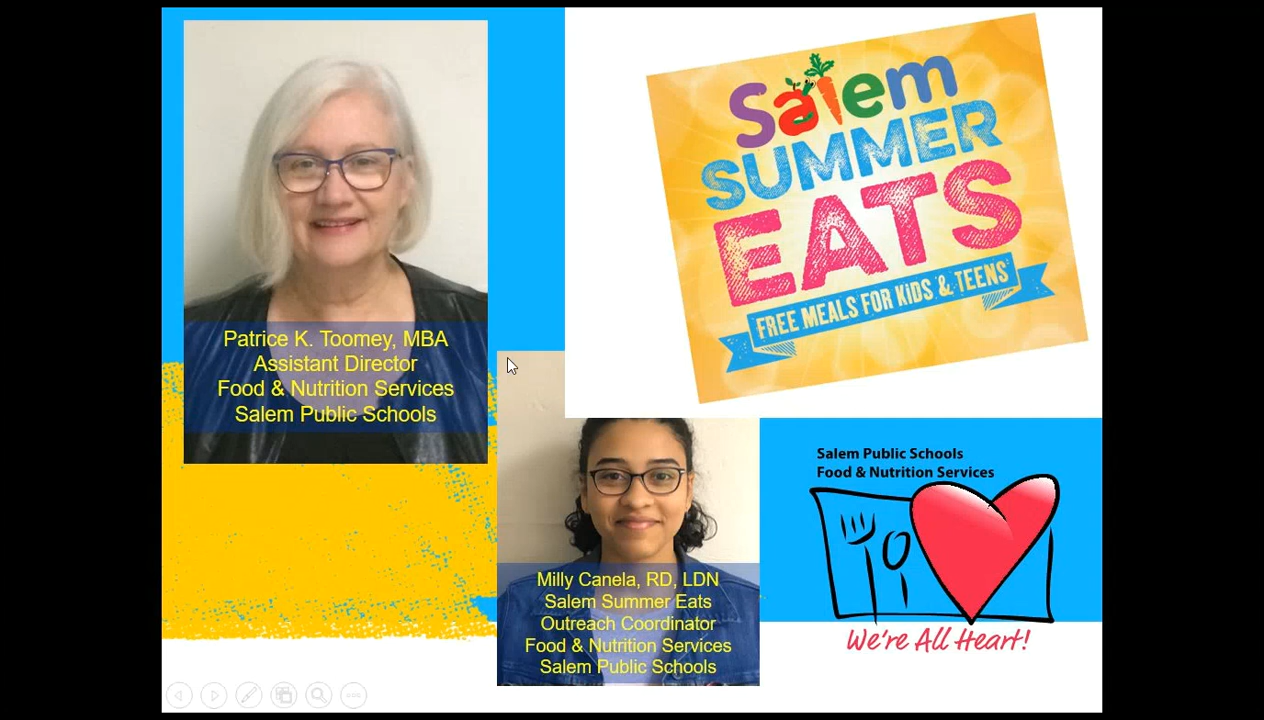 Patrice K. Toomey, MBA
Assistant Director
Food & Nutrition Services
Salem Public Schools
Salem
SUMMER
EATS
FREE MEALS FOR KiDS & TEENS
Milly Canela, RD, LDN
Salem Summer Eats
Outreach Coordinator
Food & Nutrition Services
Salem Public Schools
Salem Public Schools
Food & Nutrition Services
We're All Heart!